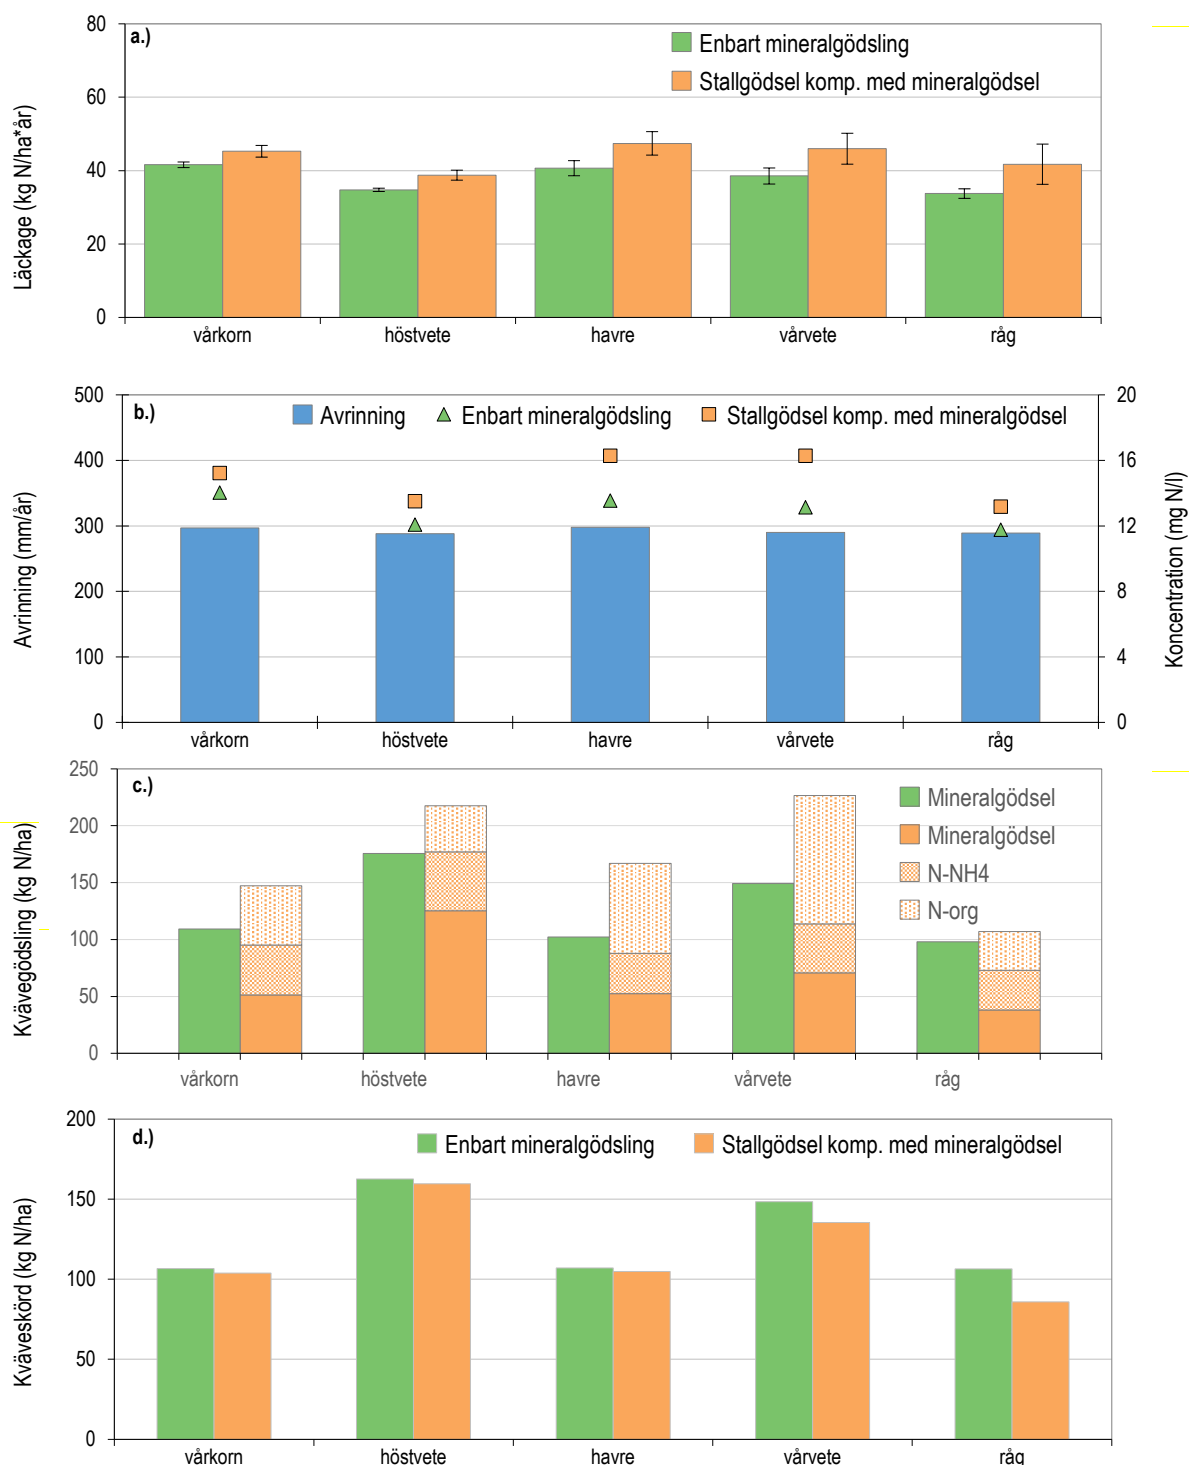 a.)
Enbart mineralgödsling
Stallgödsel komp. med mineralgödsel
Läckage (kg N/ha*år)
80
60
40
20
0
vårkorn höstvete havre vårvete råg
b.)
Avrinning Enbart mineralgödsling Stallgödsel komp. med mineralgödsel
Avrinning (mm/år)
500
400
300
200
100
0
Koncentration (mg N/l)
20
16
12
8
4
0
vårkorn höstvete havre vårvete råg
c.)
Mineralgödsel
Mineralgödsel
N-NH4
N-org
Kvävegödsling (kg N/ha)
250
200
150
100
50
0
vårkorn höstvete havre vårvete råg
d.)
Enbart mineralgödsling Stallgödsel komp. med mineralgödsel
Kväveskörd (kg N/ha)
200
150
100
50
0
vårkorn höstvete havre vårvete råg